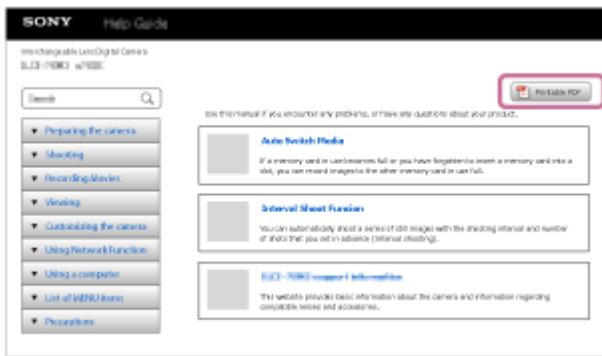 SONY Help Guide
Interchangeable Lens Digital Camera
Search
Printable PDF
Use this manual if you encounter any problems, or have any questions about your product.
Preparing the camera
Shooting
Recording Movies
Viewing
Customizing the camera
Using Network Function
Using a computer
List of MENU items
Precautions
Auto Switch Media
If a memory card in use becomes full or you have forgotten to insert a memory card into a
slot, you can record images to the other memory card in use full.
Interval Shoot Funsion
You can automatically shoot a series of still images with the shooting interval and number
of shots that you set in advance (Interval shooting).
support information
This website provides basic information about the camera and information regarding
compatible lenses and accessories.